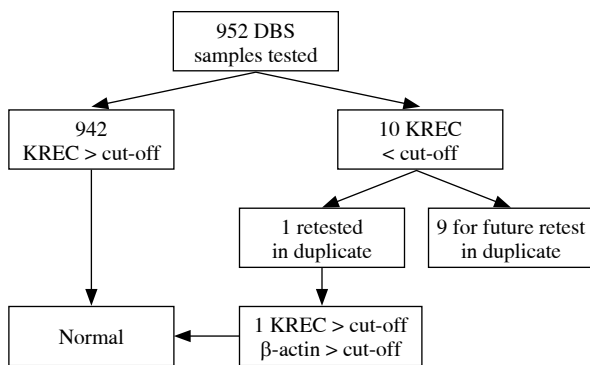 952 DBS
samples tested
942
KREC > cut-off
10 KREC
< cut-off
1 retested
in duplicate
9 for future retest
in duplicate
Normal
1 KREC > cut-off
β-actin > cut-off